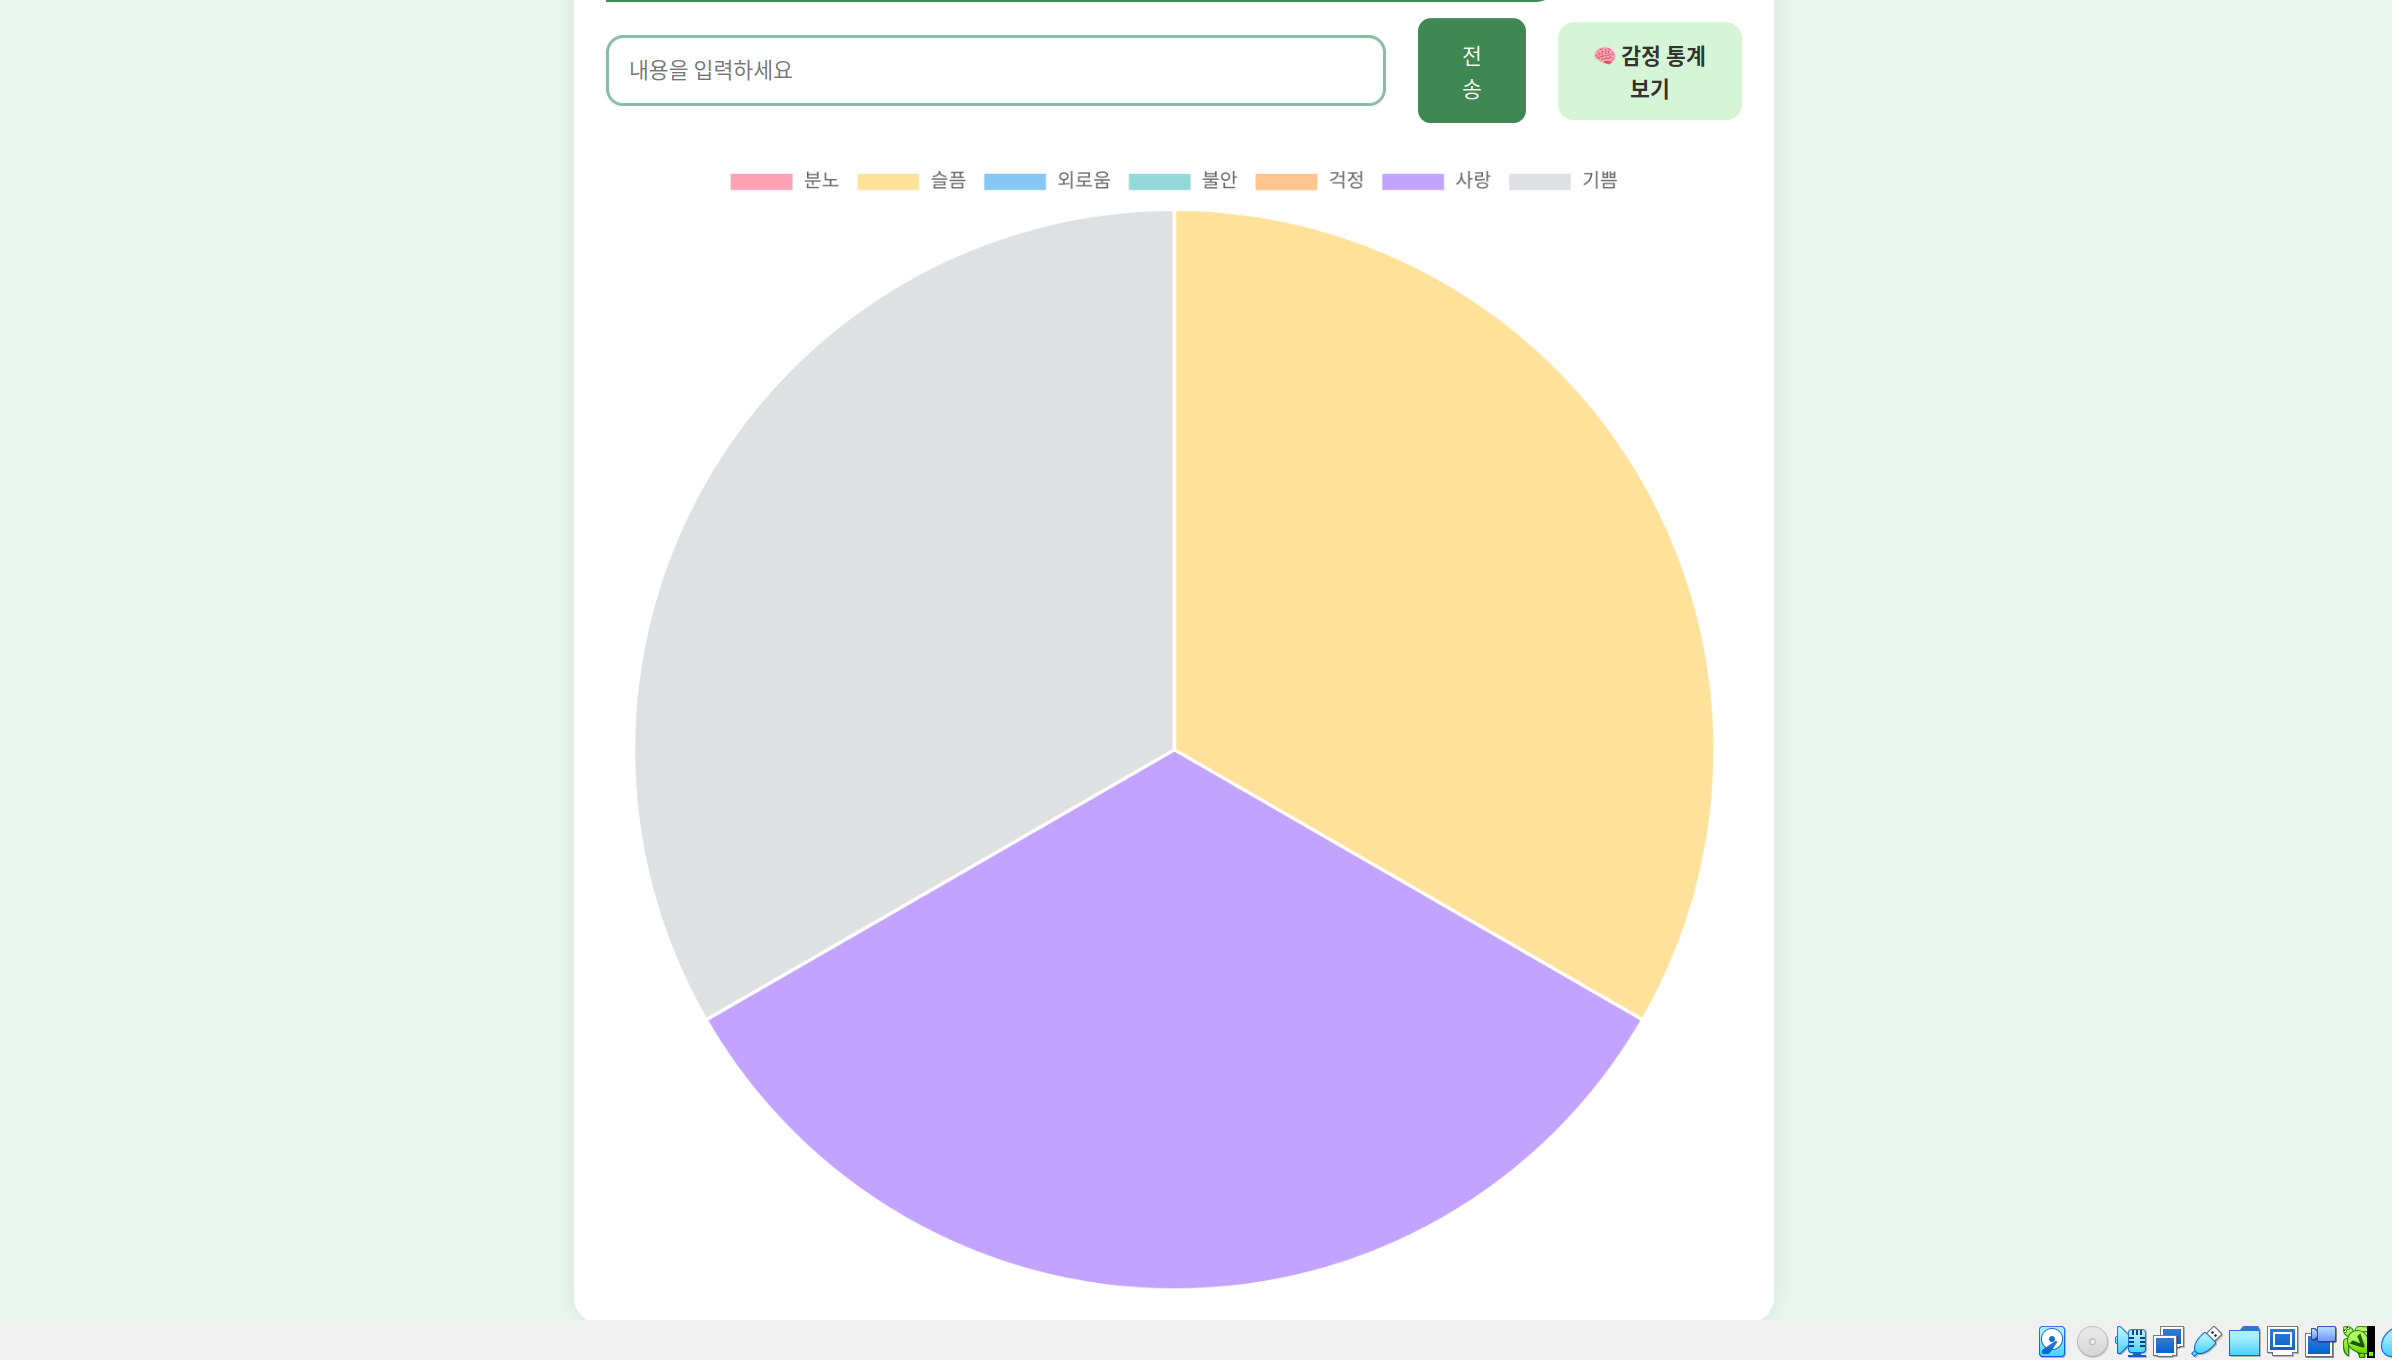 내용을 입력하세요
전
송
🧠 감정 통계
보기
분노 슬픔 외로움 불안 걱정 사랑 기쁨